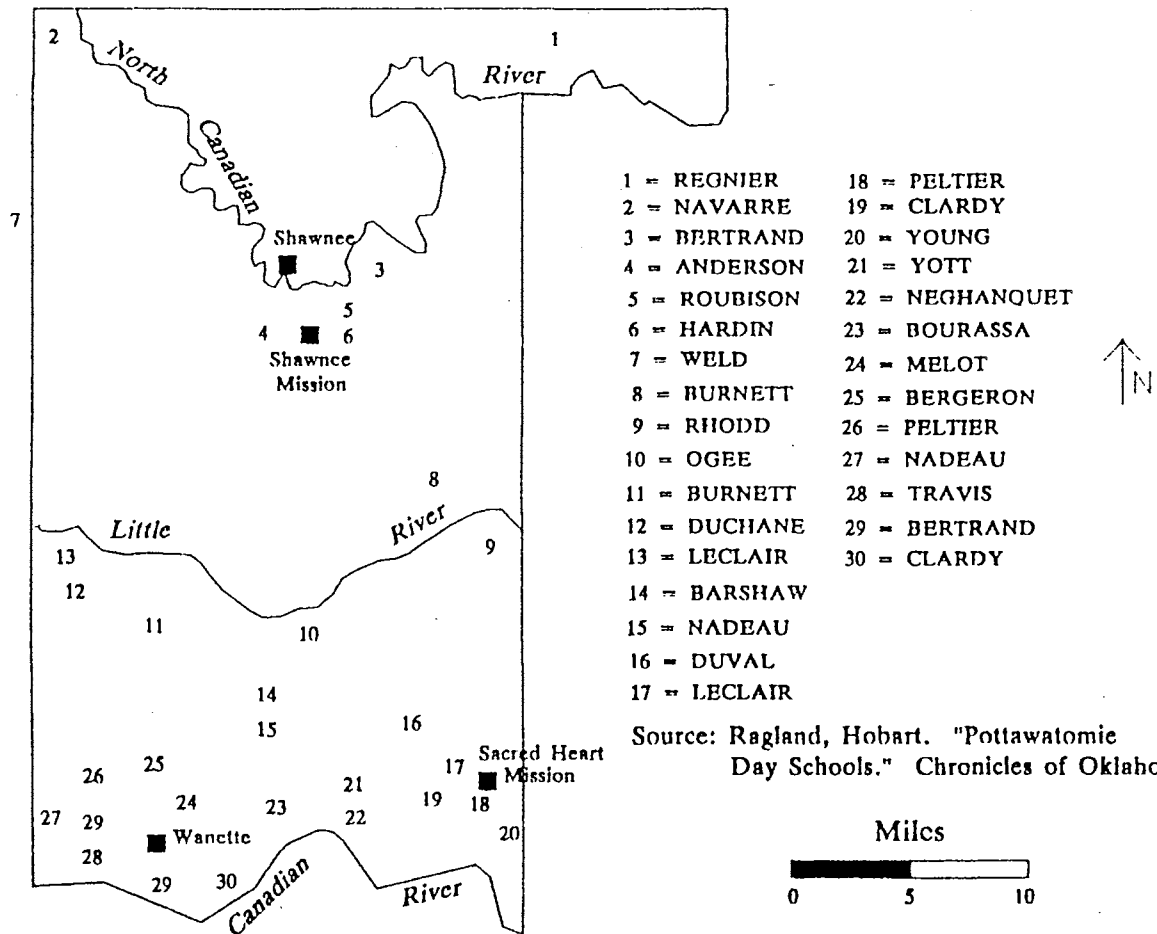 2
1
North
River
Canadian
7
Shawnee
3
5
4
6
Shawnee
Mission
8
Little
River
9
13
12
11
10
14
15
16
Sacred Heart
Mission
17
25
26
21
24
19
18
27
29
23
22
20
Wanette
28
29
30
Canadian
River
1 = REGNIER
2 = NAVARRE
3 = BERTRAND
4 = ANDERSON
5 = ROUBISON
6 = HARDIN
7 = WELD
8 = BURNETT
9 = RHODD
10 = OGEE
11 = BURNETT
12 = DUCHANE
13 = LECLAIR
14 = BARSHAW
15 = NADEAU
16 = DUVAL
17 = LECLAIR
18 = PELTIER
19 = CLARDY
20 = YOUNG
21 = YOTT
22 = NEGHANQUET
23 = BOURASSA
24 = MELOT
25 = BERGERON
26 = PELTIER
27 = NADEAU
28 = TRAVIS
29 = BERTRAND
30 = CLARDY
N
Source: Ragland, Hobart. "Pottawatomie
Day Schools." Chronicles of Oklaho
Miles
0 5 10